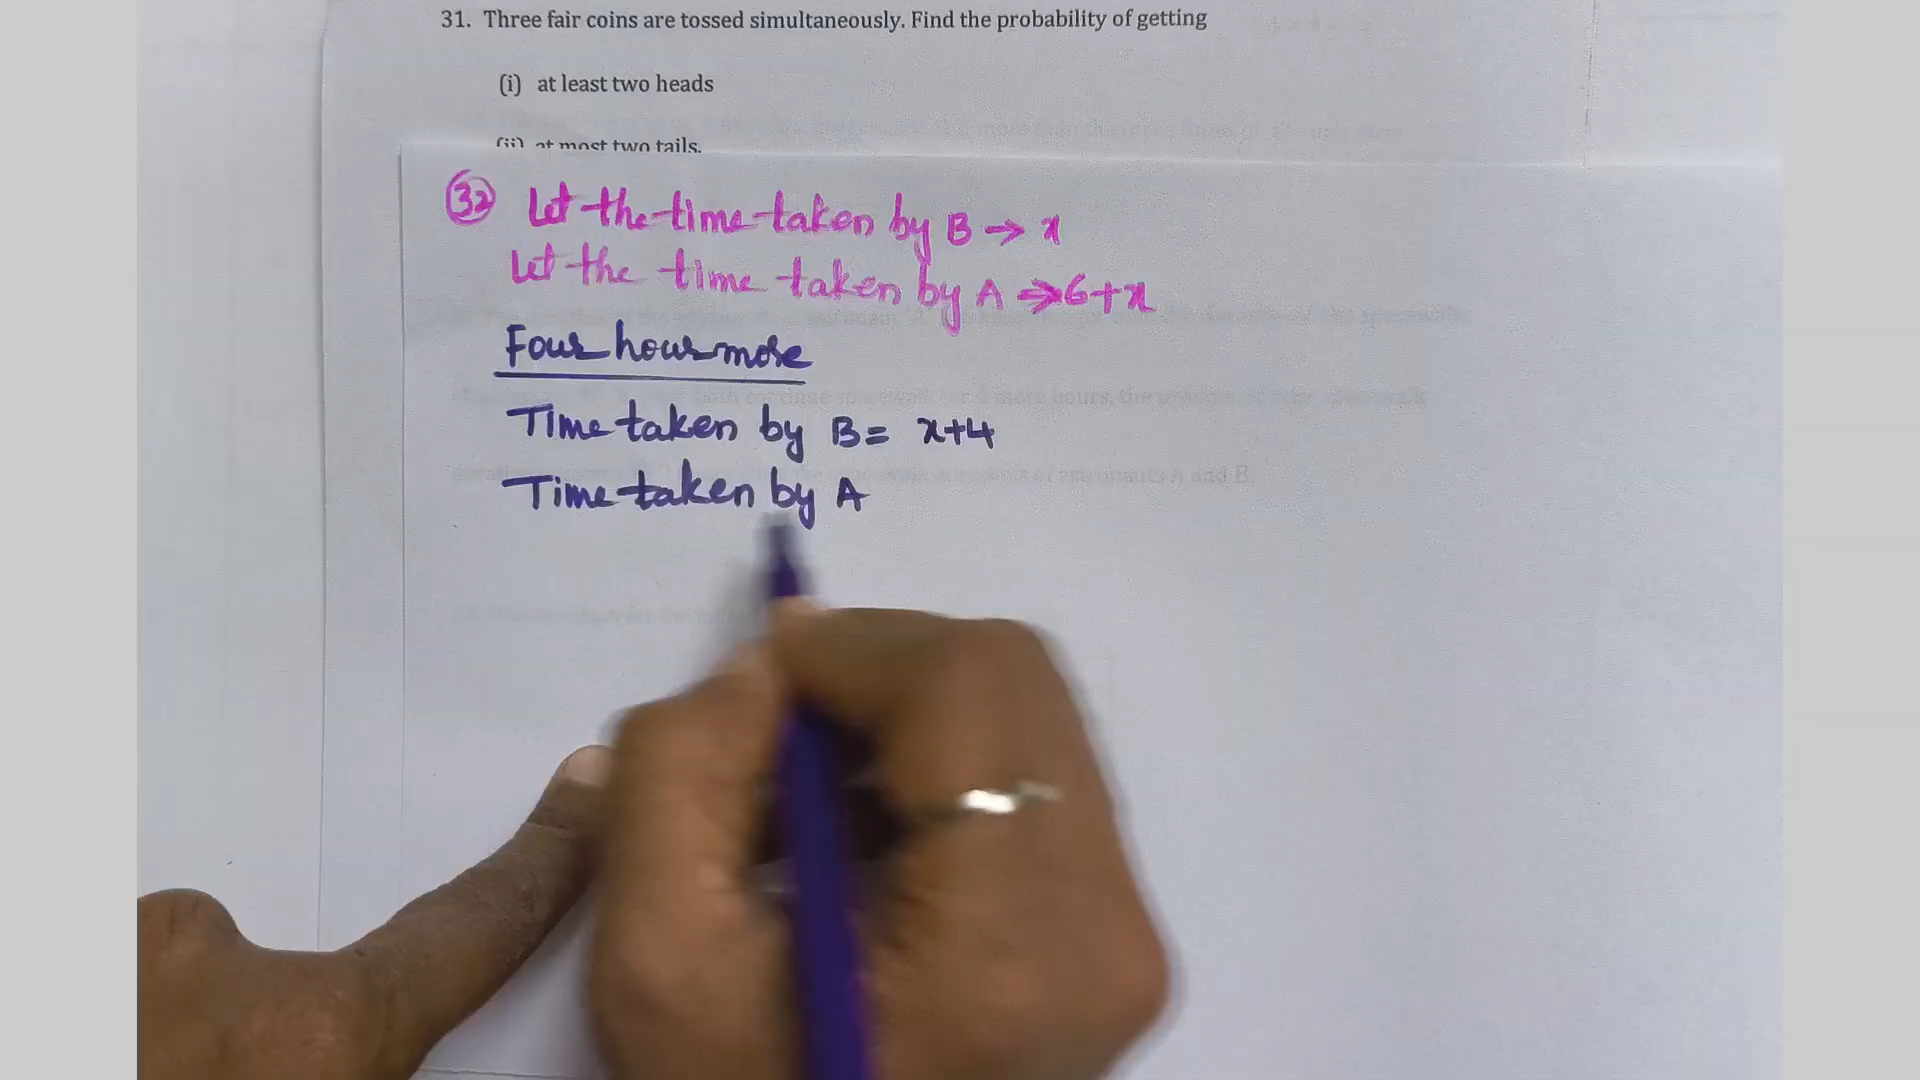 31. Three fair coins are tossed simultaneously. Find the probability of getting
(i) at least two heads
(ii) at most two tails.
32 Let the time taken by B → x
Let the time taken by A ⇒ 6+x
Four hour more
Time taken by B = x+4
Time taken by A